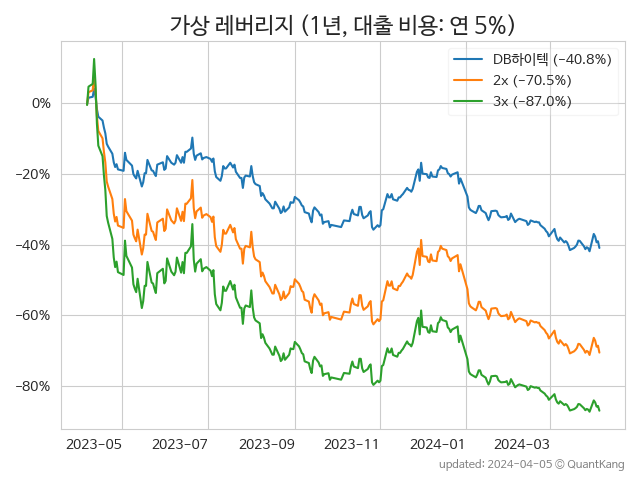 가상 레버리지 (1년, 대출 비용: 연 5%)
DB하이텍 (−40.8%)
2x (−70.5%)
3x (−87.0%)
0%
−20%
−40%
−60%
−80%
2023-05 2023-07 2023-09 2023-11 2024-01 2024-03
updated: 2024-04-05 © QuantKang